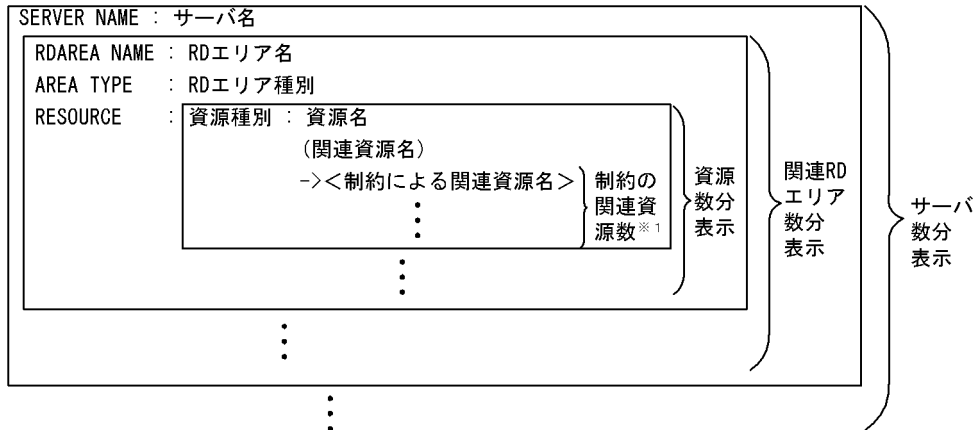 SERVER NAME : サーバ名
RDAREA NAME : RDエリア名
AREA TYPE : RDエリア種別
RESOURCE : 資源種別 : 資源名
(関連資源名)
-><制約による関連資源名>
制約の
関連資
源数※1
資源
数分
表示
関連RD
エリア
数分
表示
サーバ
数分
表示